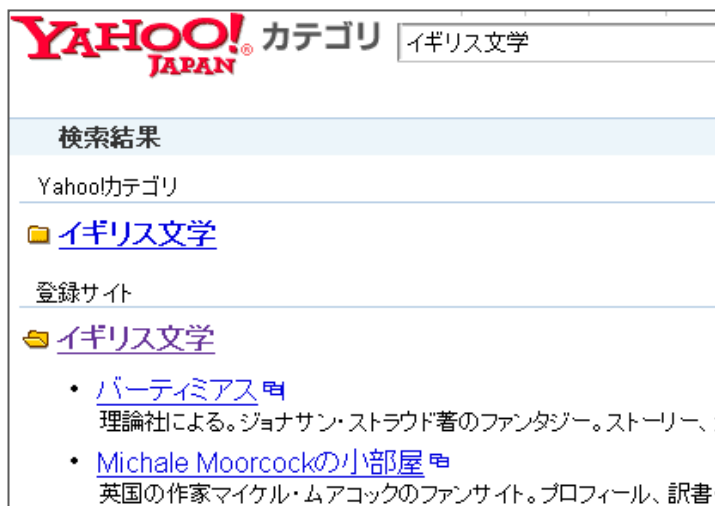 YAHOO!® カテゴリ イギリス文学
JAPAN
検索結果
Yahoo!カテゴリ
イギリス文学
登録サイト
イギリス文学
• バーティミアス
理論社による。ジョナサン・ストラウド著のファンタジー。ストーリー、
• Michale Moorcockの小部屋
英国の作家マイケル・ムアコックのファンサイト。プロフィール、訳書